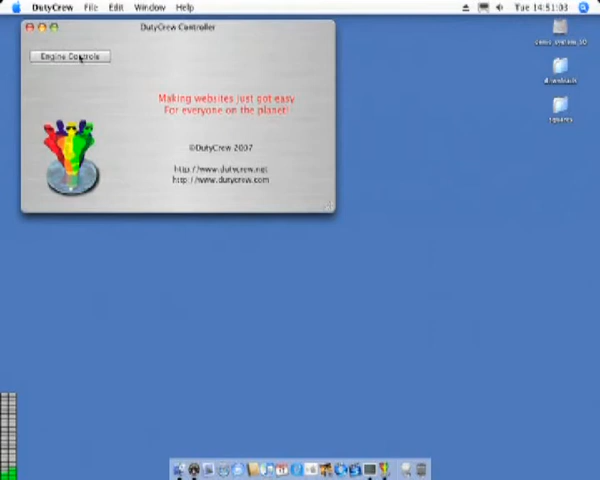 DutyCrew File Edit Window Help Tue 14:51:03
DutyCrew Controller
Engine Controls
Making websites just got easy
For everyone on the planet!
©DutyCrew 2007
http://www.dutycrew.net
http://www.dutycrew.com